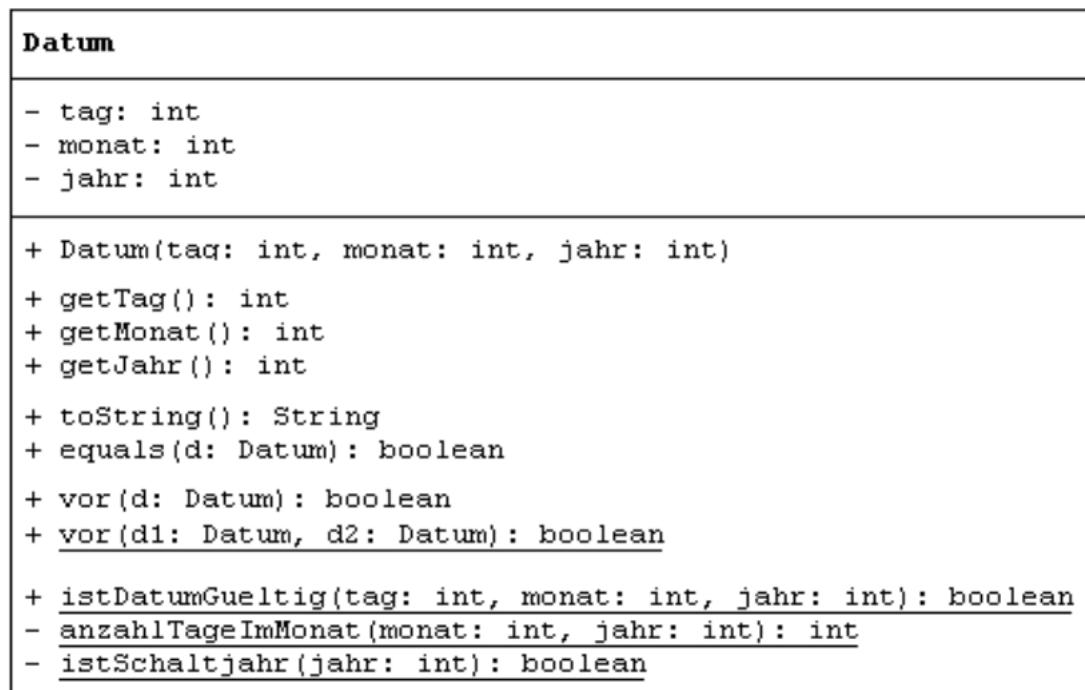 Datum
- tag: int
- monat: int
- jahr: int
+ Datum(tag: int, monat: int, jahr: int)
+ getTag(): int
+ getMonat(): int
+ getJahr(): int
+ toString(): String
+ equals(d: Datum): boolean
+ vor(d: Datum): boolean
+ vor(d1: Datum, d2: Datum): boolean
+ istDatumGueltig(tag: int, monat: int, jahr: int): boolean
- anzahlTageImMonat(monat: int, jahr: int): int
- istSchaltjahr(jahr: int): boolean